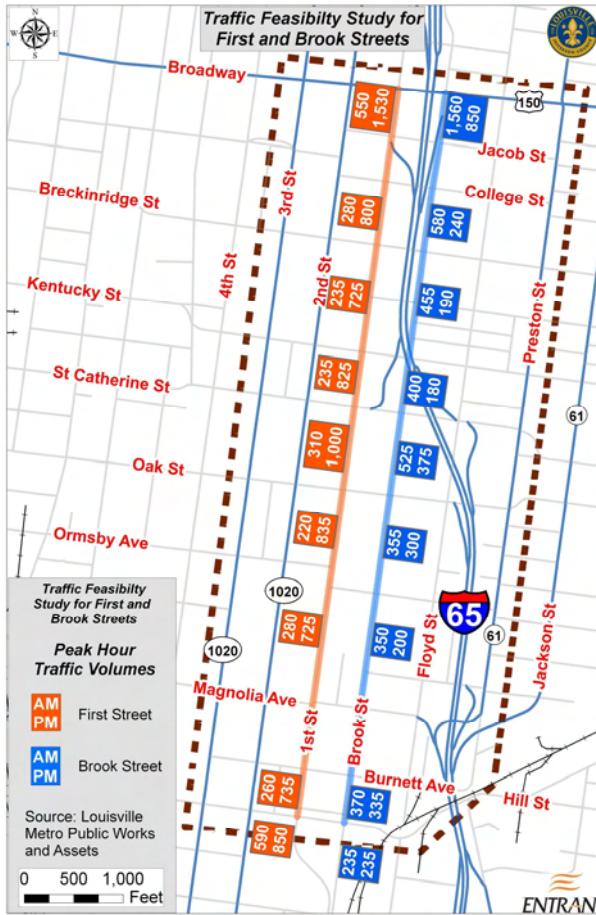 Traffic Feasibilty Study for
First and Brook Streets
N
W
E
S
LOUISVILLE
Broadway
550
1,530
1,560
850
150
Jacob St
College St
Breckinridge St
3rd St
280
800
580
240
4th St
2nd St
Kentucky St
235
725
455
190
Preston St
St Catherine St
235
825
400
180
61
310
1,000
Oak St
525
375
220
835
Ormsby Ave
355
300
1020
65
280
725
350
200
Floyd St
61
Jackson St
1020
Magnolia Ave
1st St
Brook St
Burnett Ave
Hill St
260
735
370
335
590
850
235
235
Traffic Feasibilty
Study for First and
Brook Streets
Peak Hour
Traffic Volumes
AM
PM
First Street
AM
PM
Brook Street
Source: Louisville
Metro Public Works
and Assets
0 500 1,000
Feet
ENTRAN